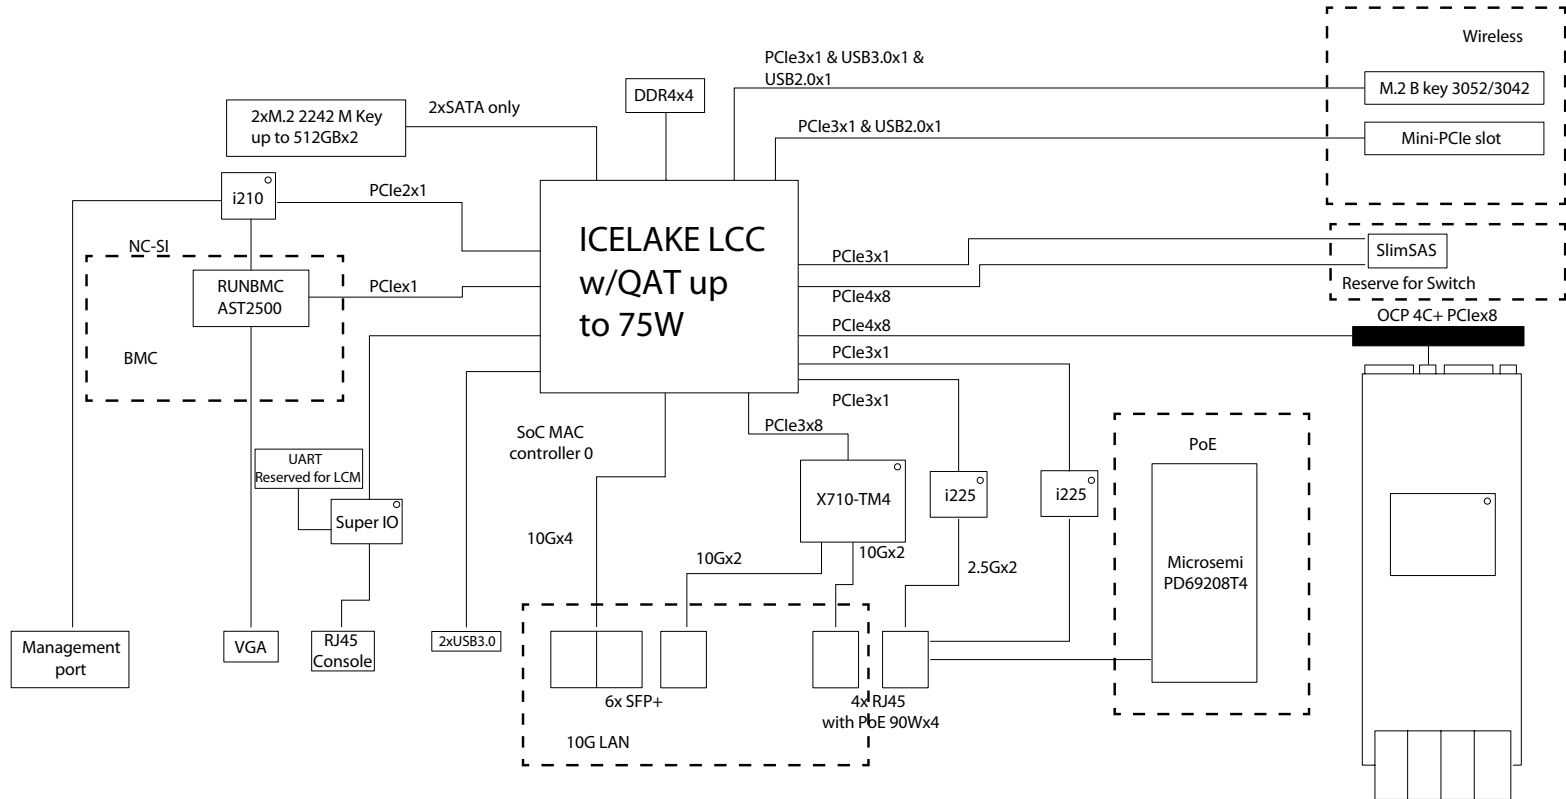 Wireless
PCIe3x1 & USB3.0x1 &
USB2.0x1
M.2 B key 3052/3042
DDR4x4
2xM.2 2242 M Key
up to 512GBx2
2xSATA only
PCIe3x1 & USB2.0x1
Mini-PCIe slot
i210
PCIe2x1
NC-SI
RUNBMC
AST2500
PCIex1
BMC
ICELAKE LCC
w/QAT up
to 75W
PCIe3x1
SlimSAS
PCIe4x8
Reserve for Switch
PCIe4x8
OCP 4C+ PCIex8
PCIe3x1
PCIe3x1
PCIe3x8
SoC MAC
controller 0
PoE
UART
Reserved for LCM
Super IO
X710-TM4
i225
i225
10Gx4
10Gx2
10Gx2
2.5Gx2
Microsemi
PD69208T4
Management
port
VGA
RJ45
Console
2xUSB3.0
6x SFP+
4x RJ45
with PoE 90Wx4
10G LAN